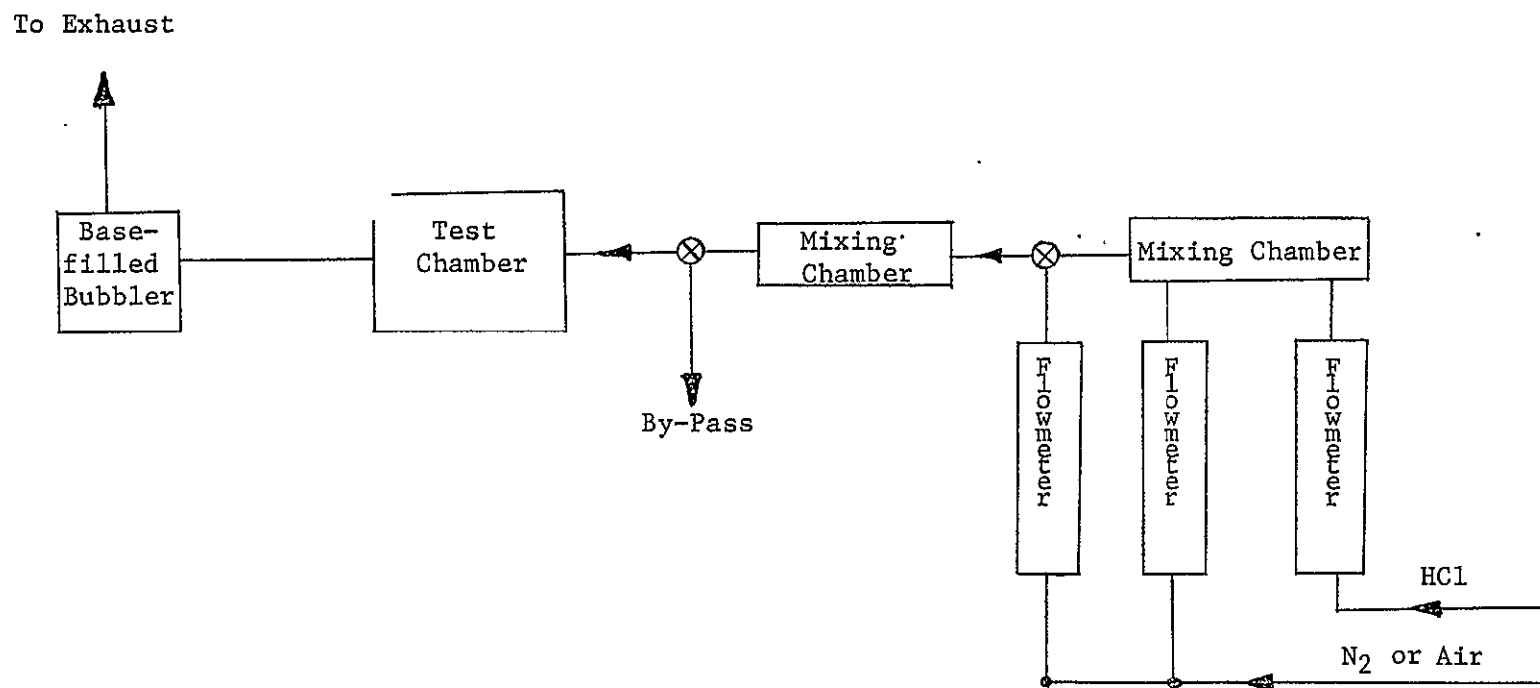 To Exhaust
Base-
filled
Bubbler
Test
Chamber
By-Pass
Mixing
Chamber
Mixing Chamber
Flowmeter
Flowmeter
Flowmeter
HCl
N2 or Air